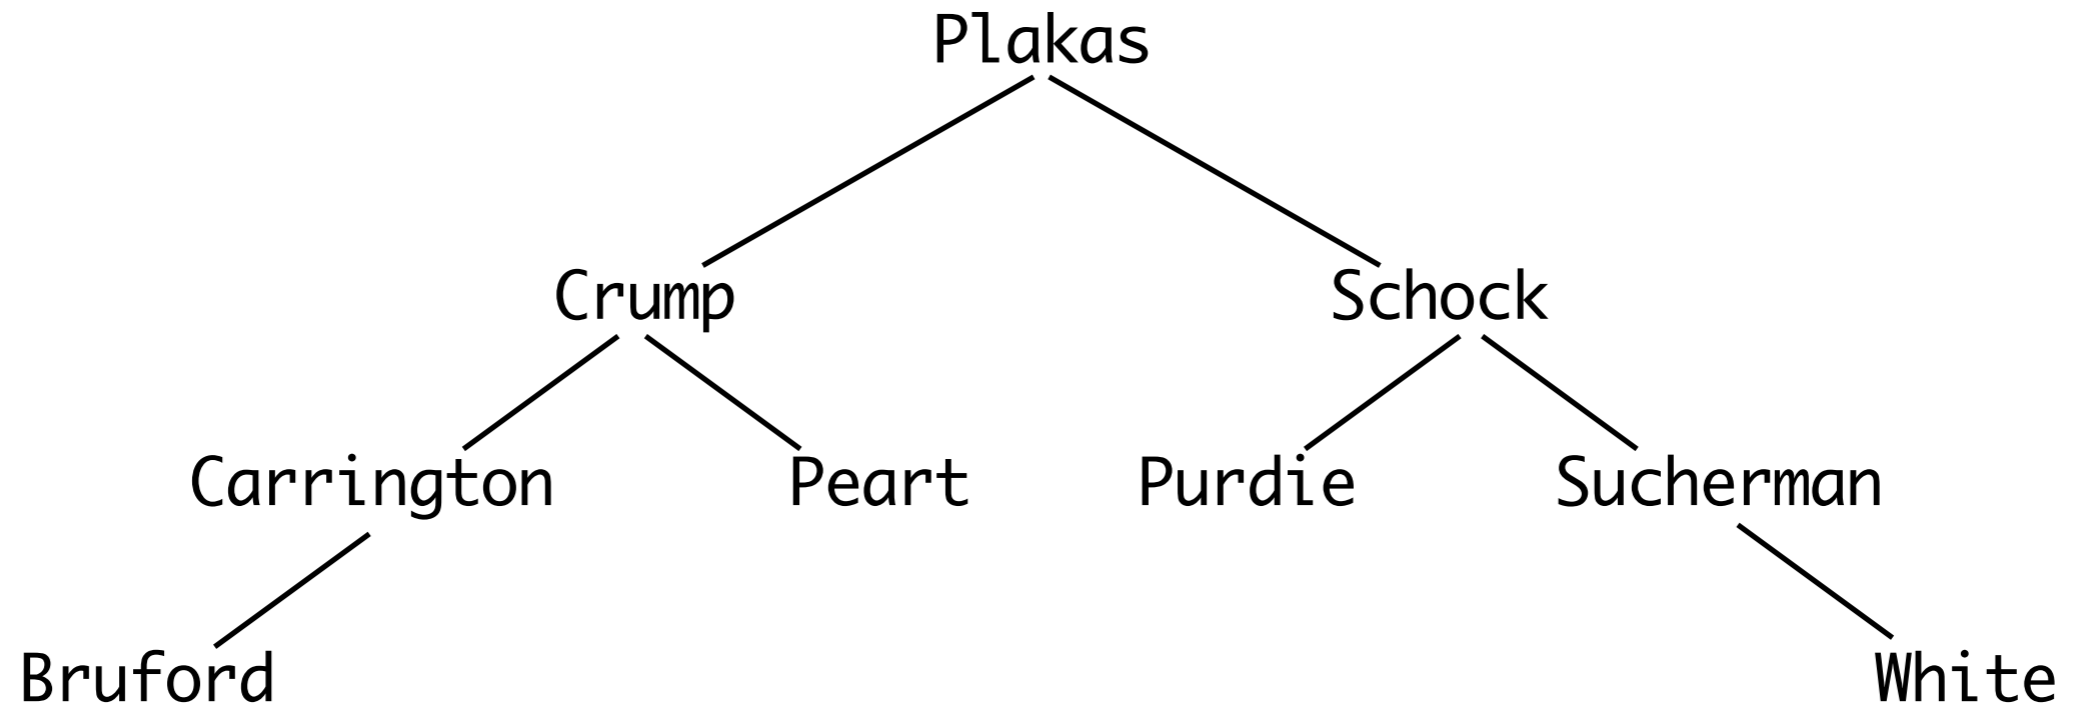 Plakas
Crump Schock
Carrington Peart Purdie Sucherman
Bruford White